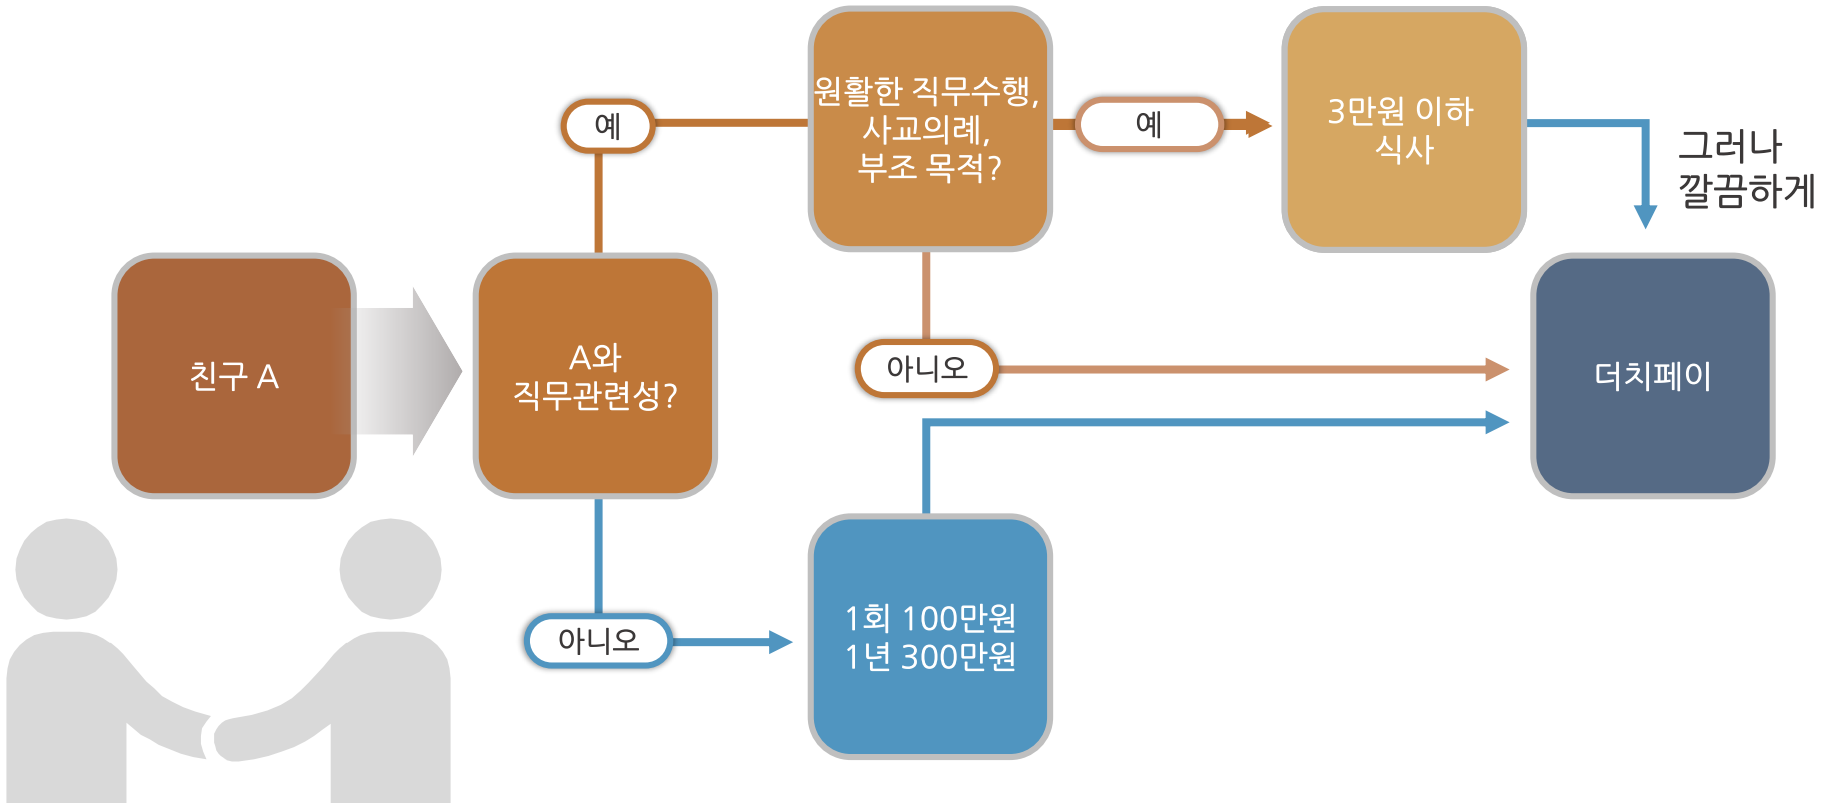 친구 A
A와
직무관련성?
예
원활한 직무수행,
사교의례,
부조 목적?
예
3만원 이하
식사
그러나
깔끔하게
아니오
더치페이
아니오
1회 100만원
1년 300만원